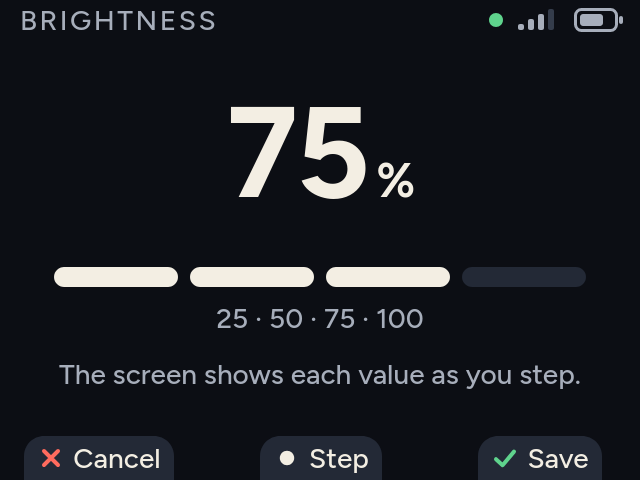 BRIGHTNESS
75%
25 · 50 · 75 · 100
The screen shows each value as you step.
Cancel
Step
Save